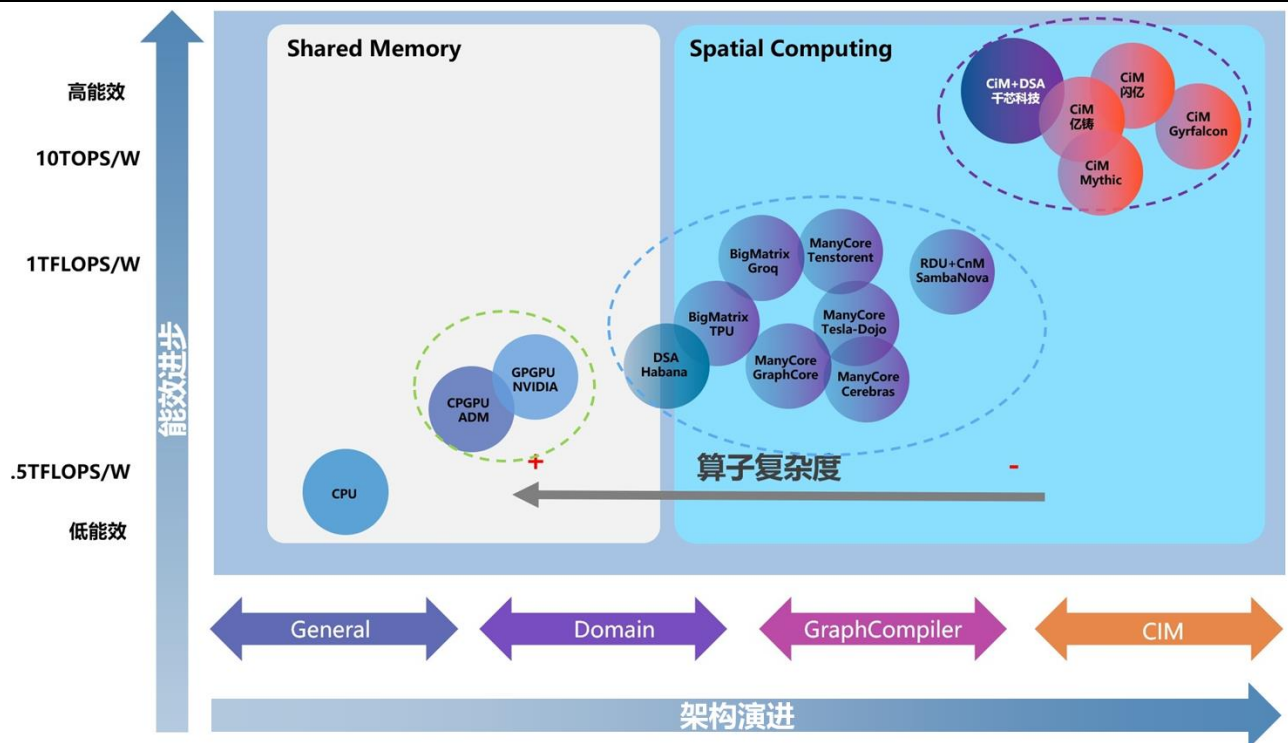 Shared Memory
Spatial Computing
高能效
10TOPS/W
1TFLOPS/W
.5TFLOPS/W
低能效
能效进步
CiM+DSA
千芯科技
CiM
闪亿
CiM
亿铸
CiM
Gyrfalcon
CiM
Mythic
BigMatrix
Groq
ManyCore
Tenstorent
RDU+CnM
SambaNova
BigMatrix
TPU
ManyCore
Tesla-Dojo
DSA
Habana
ManyCore
GraphCore
ManyCore
Cerebras
GPGPU
NVIDIA
CPGPU
ADM
CPU
+
算子复杂度
-
General
Domain
GraphCompiler
CIM
架构演进